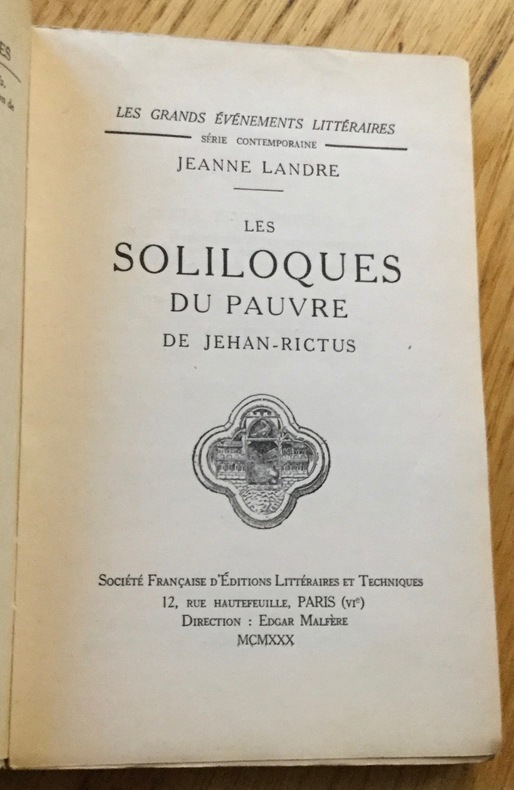 ES
LES GRANDS ÉVÉNEMENTS LITTÉRAIRES
SÉRIE CONTEMPORAINE
JEANNE LANDRE
LES
SOLILOQUES
DU PAUVRE
DE JEHAN-RICTUS
SOCIÉTÉ FRANÇAISE D'ÉDITIONS LITTÉRAIRES ET TECHNIQUES
12, RUE HAUTEFEUILLE, PARIS (VIe)
DIRECTION : EDGAR MALFÈRE
MCMXXX